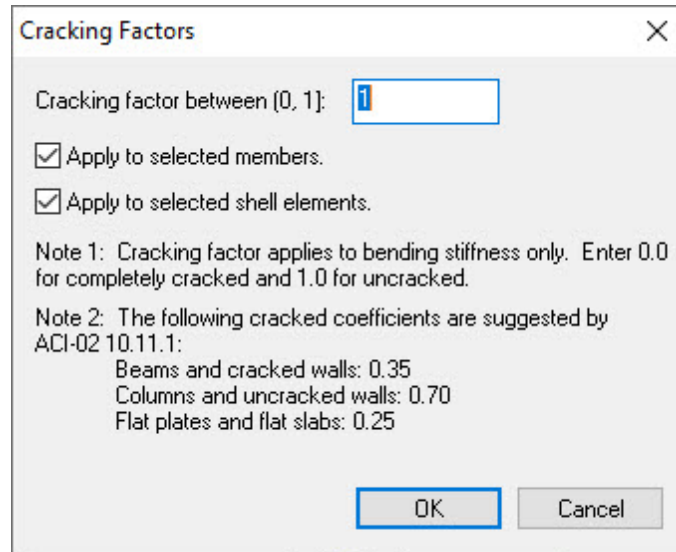 Cracking Factors
Cracking factor between (0, 1]: 1
Apply to selected members.
Apply to selected shell elements.
Note 1:  Cracking factor applies to bending stiffness only.  Enter 0.0
for completely cracked and 1.0 for uncracked.
Note 2:  The following cracked coefficients are suggested by
ACI-02 10.11.1:
Beams and cracked walls: 0.35
Columns and uncracked walls: 0.70
Flat plates and flat slabs: 0.25
OK
Cancel